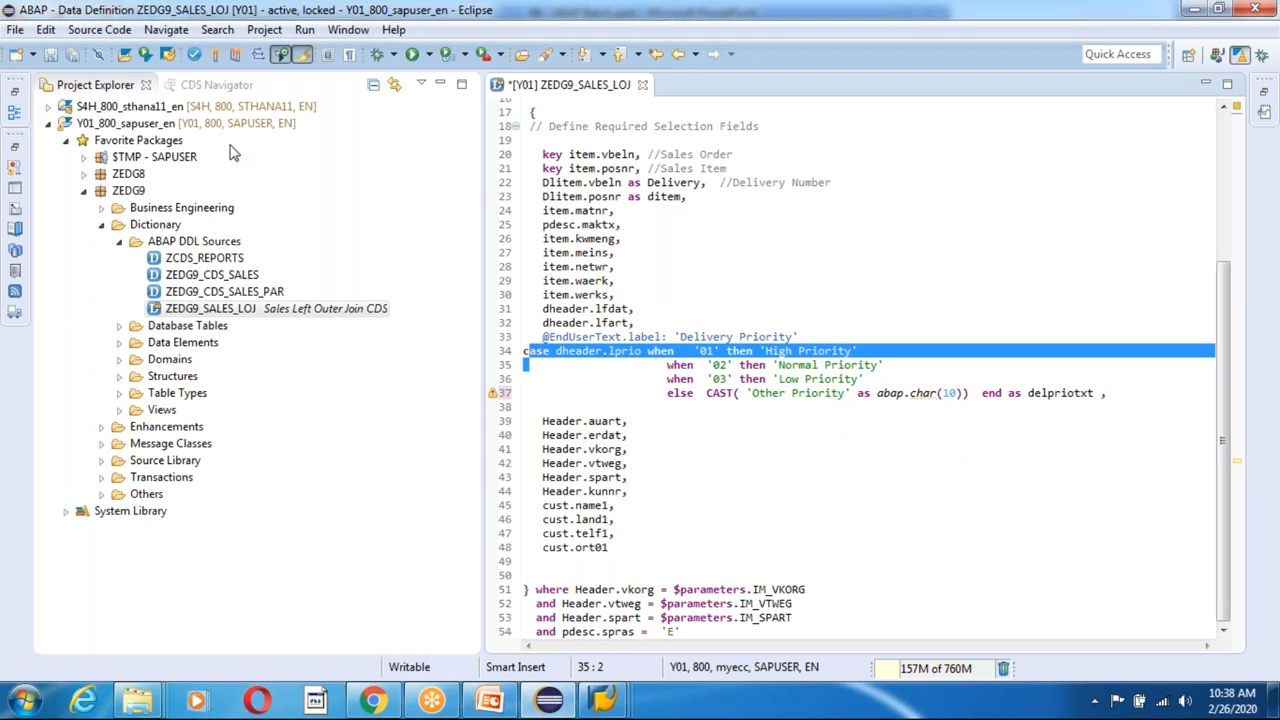 ABAP - Data Definition ZEDG9_SALES_LOJ [Y01] - active, locked - Y01_800_sapuser_en - Eclipse
File Edit Source Code Navigate Search Project Run Window Help
Quick Access
Project Explorer CDS Navigator
*[Y01] ZEDG9_SALES_LOJ
S4H_800_sthana11_en [S4H, 800, STHANA11, EN]
Y01_800_sapuser_en [Y01, 800, SAPUSER, EN]
Favorite Packages
$TMP - SAPUSER
ZEDG8
ZEDG9
Business Engineering
Dictionary
ABAP DDL Sources
ZCDS_REPORTS
ZEDG9_CDS_SALES
ZEDG9_CDS_SALES_PAR
ZEDG9_SALES_LOJ Sales Left Outer Join CDS
Database Tables
Data Elements
Domains
Structures
Table Types
Views
Enhancements
Message Classes
Source Library
Transactions
Others
System Library
16
17 {
18 // Define Required Selection Fields
19
20 key item.vbeln, //Sales Order
21 key item.posnr, //Sales Item
22 Dlitem.vbeln as Delivery, //Delivery Number
23 Dlitem.posnr as ditem,
24 item.matnr,
25 pdesc.maktx,
26 item.kwmeng,
27 item.meins,
28 item.netwr,
29 item.waerk,
30 item.werks,
31 dheader.lfdat,
32 dheader.lfart,
33 @EndUserText.label: 'Delivery Priority'
34 case dheader.lprio when '01' then 'High Priority'
35 when '02' then 'Normal Priority'
36 when '03' then 'Low Priority'
37 else CAST( 'Other Priority' as abap.char(10)) end as delpriotxt ,
38
39 Header.auart,
40 Header.erdat,
41 Header.vkorg,
42 Header.vtweg,
43 Header.spart,
44 Header.kunnr,
45 cust.name1,
46 cust.land1,
47 cust.telf1,
48 cust.ort01
49
50
51 } where Header.vkorg = $parameters.IM_VKORG
52 and Header.vtweg = $parameters.IM_VTWEG
53 and Header.spart = $parameters.IM_SPART
54 and pdesc.spras = 'E'
Writable Smart Insert 35 : 2 Y01, 800, myecc, SAPUSER, EN 157M of 760M
10:38 AM
2/26/2020